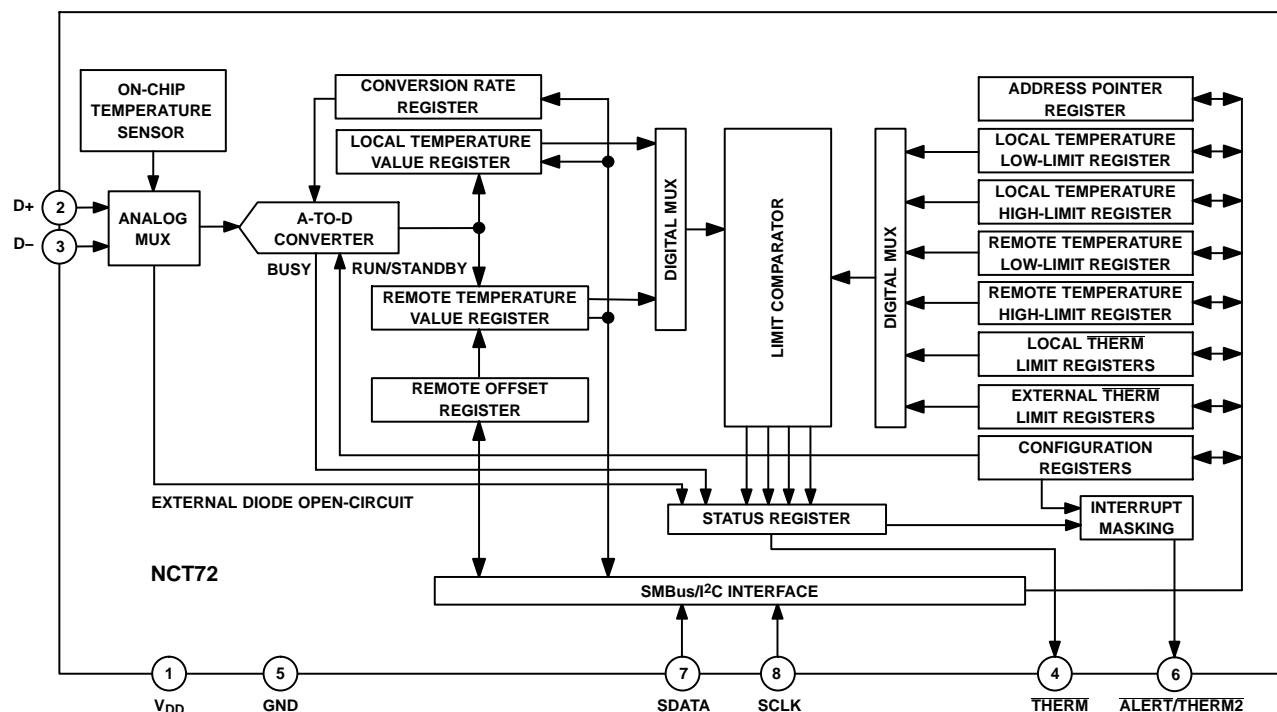 ON-CHIP
TEMPERATURE
SENSOR
CONVERSION RATE
REGISTER
LOCAL TEMPERATURE
VALUE REGISTER
D+
2
D–
3
ANALOG
MUX
A-TO-D
CONVERTER
BUSY
RUN/STANDBY
REMOTE TEMPERATURE
VALUE REGISTER
REMOTE OFFSET
REGISTER
DIGITAL MUX
LIMIT COMPARATOR
DIGITAL MUX
ADDRESS POINTER
REGISTER
LOCAL TEMPERATURE
LOW-LIMIT REGISTER
LOCAL TEMPERATURE
HIGH-LIMIT REGISTER
REMOTE TEMPERATURE
LOW-LIMIT REGISTER
REMOTE TEMPERATURE
HIGH-LIMIT REGISTER
LOCAL THERM
LIMIT REGISTERS
EXTERNAL THERM
LIMIT REGISTERS
CONFIGURATION
REGISTERS
EXTERNAL DIODE OPEN-CIRCUIT
STATUS REGISTER
INTERRUPT
MASKING
NCT72
SMBus/I²C INTERFACE
1
5
7
8
4
6
VDD
GND
SDATA
SCLK
THERM
ALERT/THERM2